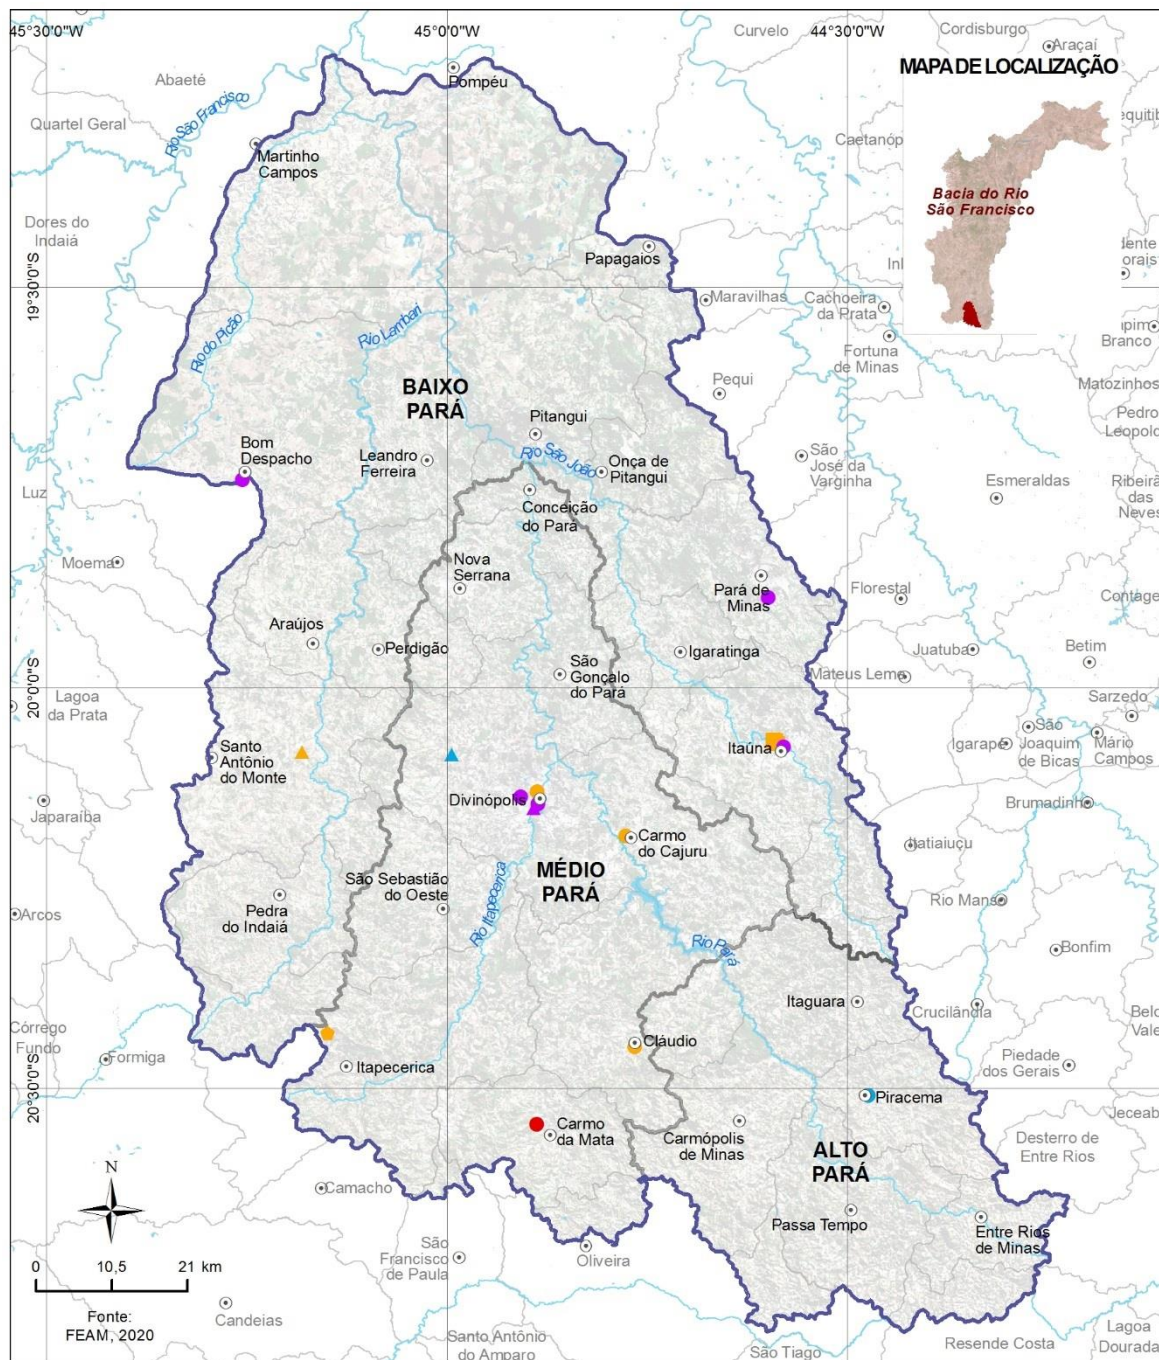 45°30'0"W
45°0'0"W
44°30'0"W
Curvelo
Cordisburgo
Araçaí
MAPA DE LOCALIZAÇÃO
Abaeté
Pompéu
Quartel Geral
Rio São Francisco
Martinho
Campos
Bacia do Rio
São Francisco
Dores do
Indaiá
Papagaios
19°30'0"S
Maravilhas
Cachoeira
da Prata
Fortuna
de Minas
Branco
Rio do Picão
Rio Lambari
BAIXO
PARÁ
Pequi
Matozinhos
Pedro
Leopoldo
Pitangui
Bom
Despacho
Leandro
Ferreira
Rio São João
Onça de
Pitangui
São
José da
Varginha
Luz
Conceição
do Pará
Esmeraldas
das
Neves
Moema
Nova
Serrana
Pará de
Minas
Florestal
Araújos
Perdigão
Igaratinga
Juatuba
Betim
São
Gonçalo
do Pará
Mateus Leme
20°0'0"S
Lagoa
da Prata
Sarzedo
Santo
Antônio
do Monte
Itaúna
Igarapé
São
Joaquim
de Bicas
Mário
Campos
Japaraíba
Divinópolis
Brumadinho
Carmo
do Cajuru
Itatiaiuçu
MÉDIO
PARÁ
São Sebastião
do Oeste
Rio Itapecerica
Arcos
Pedra
do Indaiá
Rio Manso
Rio Pará
Bonfim
Itaguara
Crucilândia
Belo
Vale
Córrego
Fundo
Formiga
Cláudio
Itapecerica
Piedade
dos Gerais
20°30'0"S
Piracema
Carmo
da Mata
Carmópolis
de Minas
ALTO
PARÁ
Desterro de
Entre Rios
N
Camacho
Passa Tempo
Entre Rios
de Minas
São
Francisco
de Paula
Oliveira
0 10,5 21 km
Fonte:
FEAM, 2020
Candeias
Santo Antônio
do Amparo
São Tiago
Resende Costa
Lagoa
Dourada